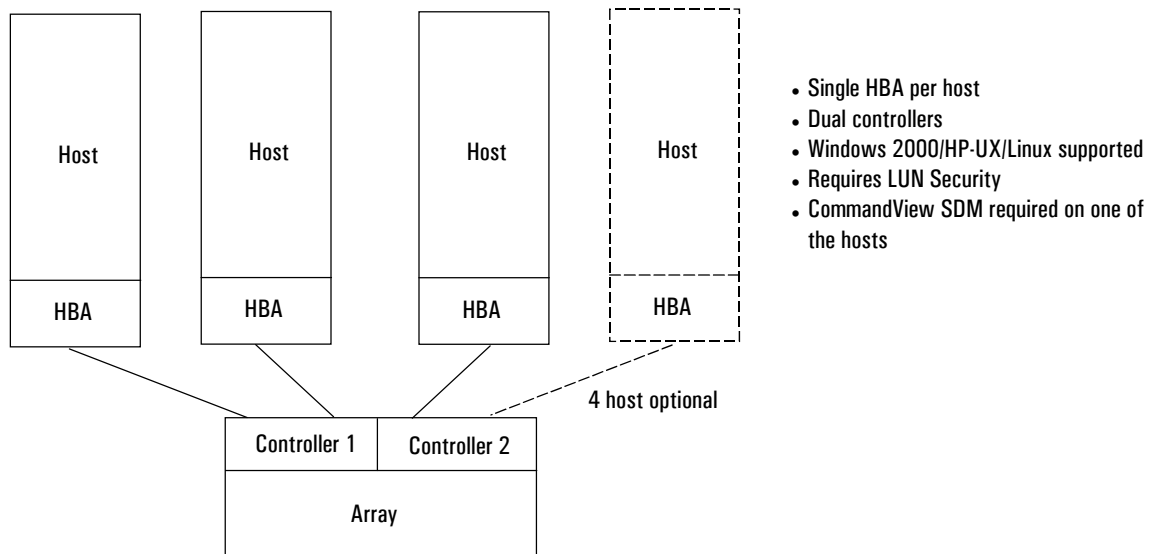 Host
Host
Host
Host
HBA
HBA
HBA
HBA
• Single HBA per host
• Dual controllers
• Windows 2000/HP-UX/Linux supported
• Requires LUN Security
• CommandView SDM required on one of
the hosts
4 host optional
Controller 1
Controller 2
Array